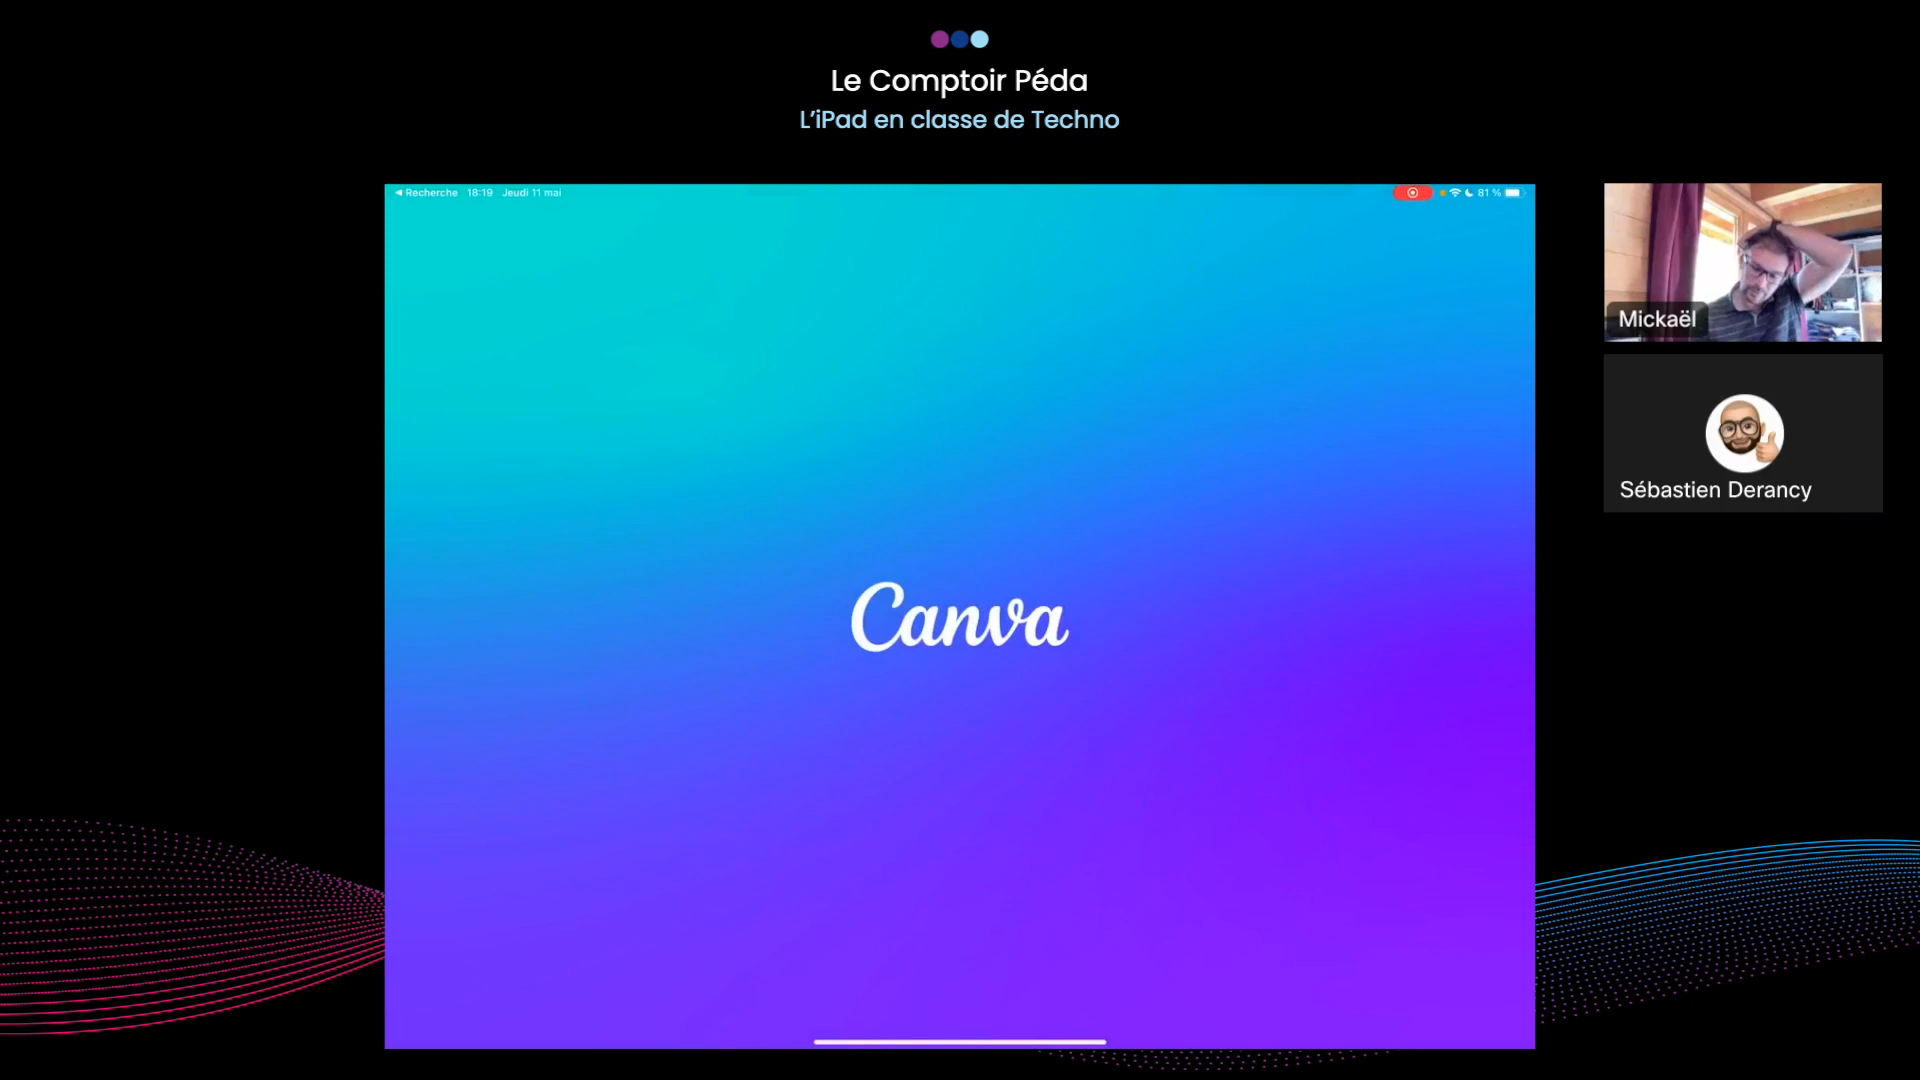 Le Comptoir Péda
L'iPad en classe de Techno
◀ Recherche 18:19 Jeudi 11 mai
81 %
Canva
Mickaël
Sébastien Derancy